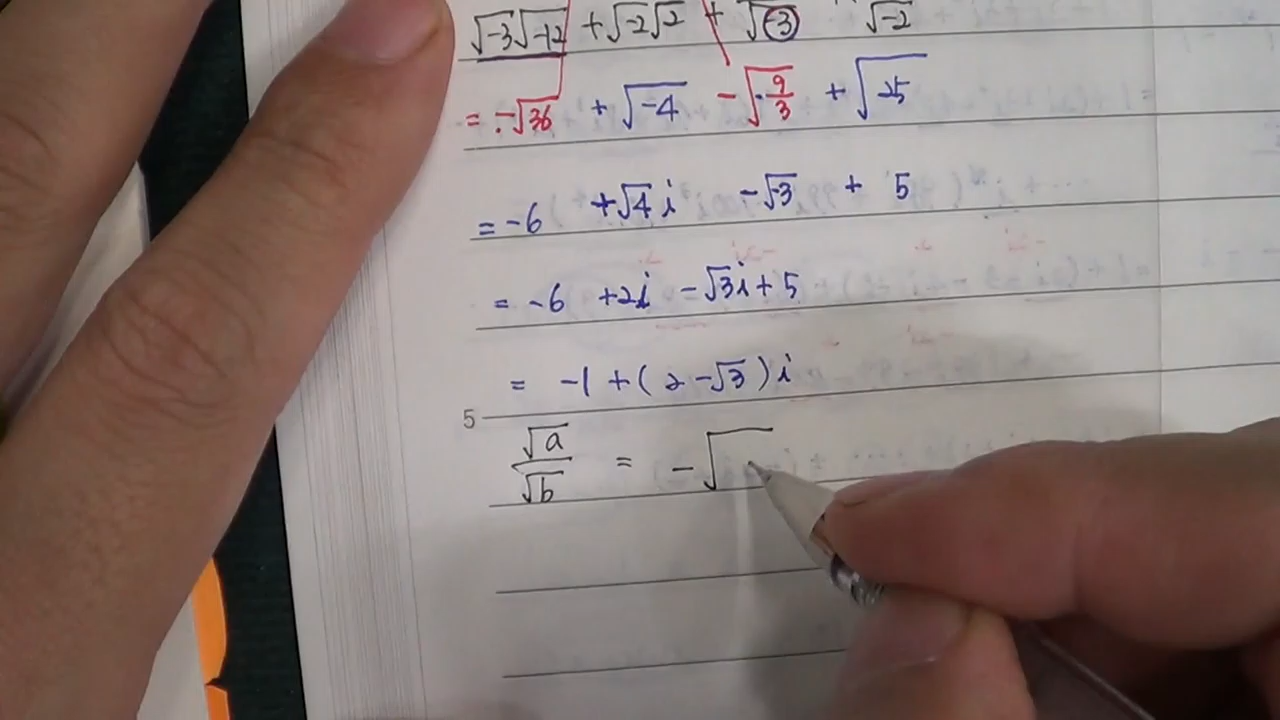 √-3√-12 + √-2√2 + √-3 √-2
= -√36 + √-4 -√-9/3 + √25
= -6 +√4 i -√-3 + 5
= -6 +2i -√3i + 5
= -1 + (2 -√3)i
5
√a/√b = -√